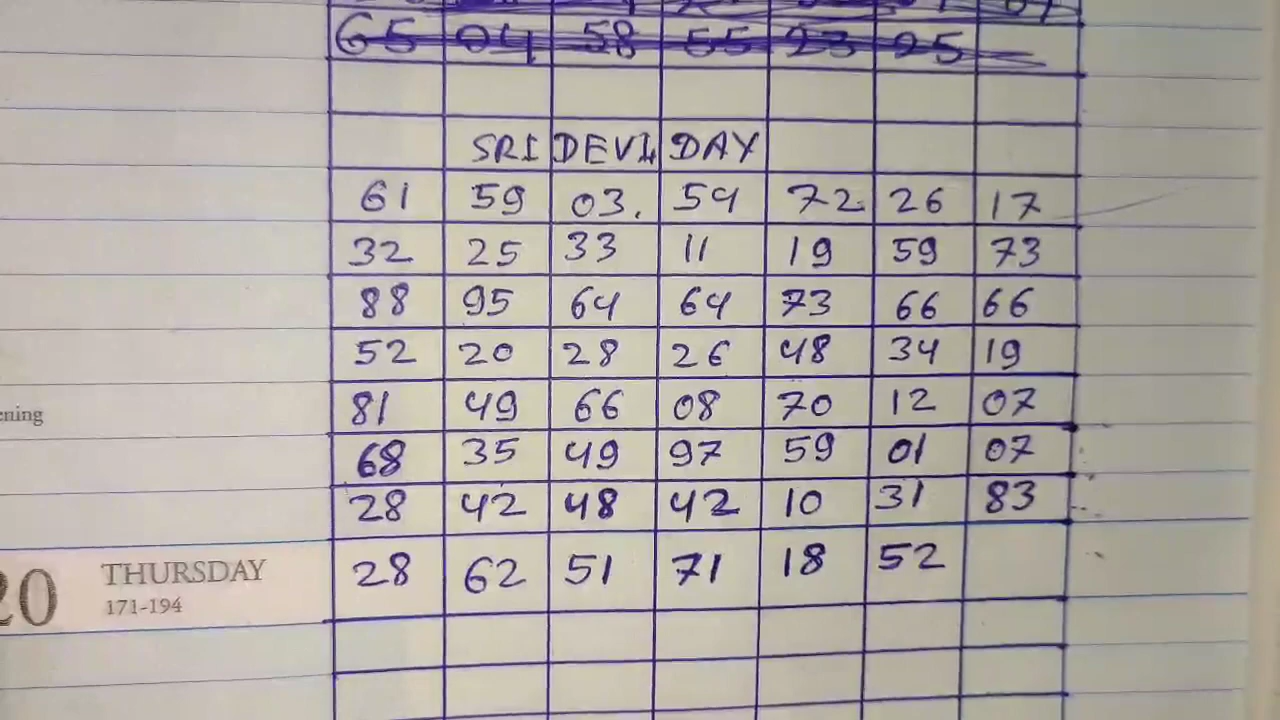 65 04 58 55 23 25
SRI DEVI DAY
61 59 03. 54 72. 26 17
32 25 33 11 19 59 73
88 95 64 64 73 66 66
52 20 28 26 48 34 19
81 49 66 08 70 12 07
ening
68 35 49 97 59 01 07
28 42 48 42 10 31 83
28 62 51 71 18 52
20 THURSDAY
171-194